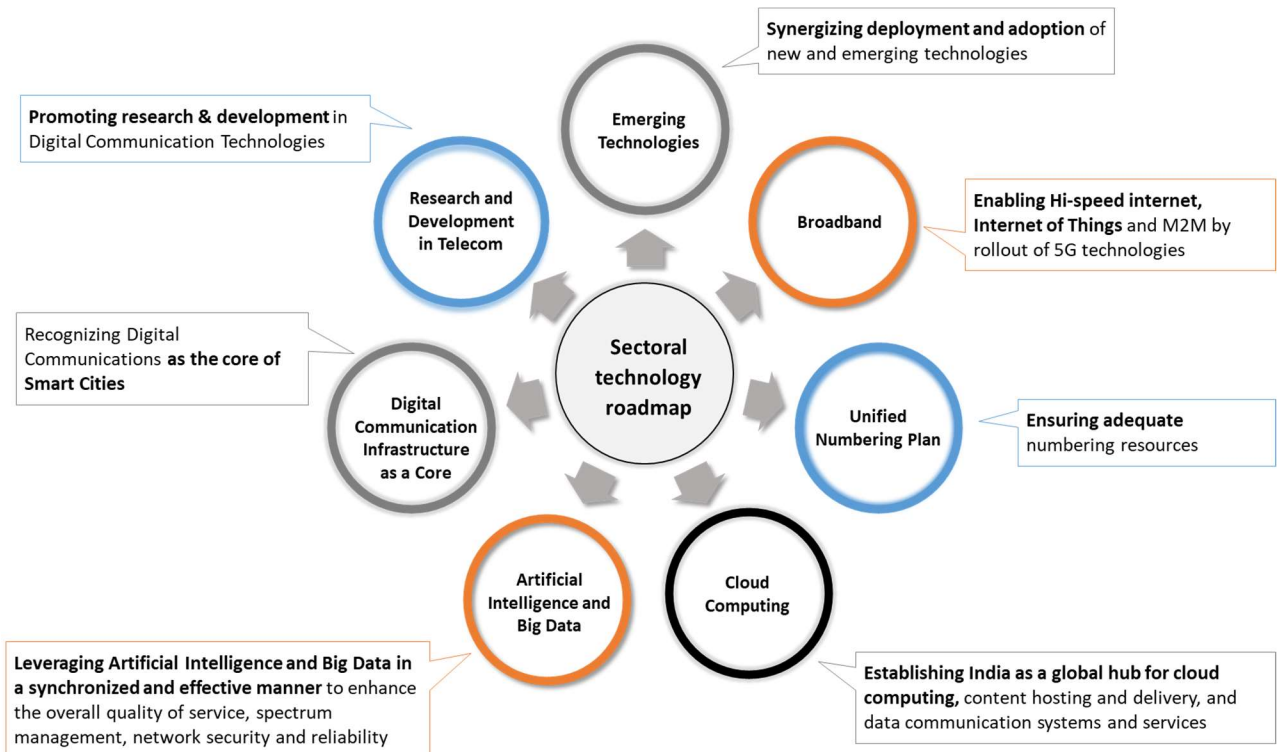 Synergizing deployment and adoption of
new and emerging technologies
Emerging
Technologies
Promoting research & development in
Digital Communication Technologies
Research and
Development
in Telecom
Broadband
Enabling Hi-speed internet,
Internet of Things and M2M by
rollout of 5G technologies
Sectoral
technology
roadmap
Recognizing Digital
Communications as the core of
Smart Cities
Digital
Communication
Infrastructure
as a Core
Unified
Numbering Plan
Ensuring adequate
numbering resources
Artificial
Intelligence and
Big Data
Cloud
Computing
Leveraging Artificial Intelligence and Big Data in
a synchronized and effective manner to enhance
the overall quality of service, spectrum
management, network security and reliability
Establishing India as a global hub for cloud
computing, content hosting and delivery, and
data communication systems and services